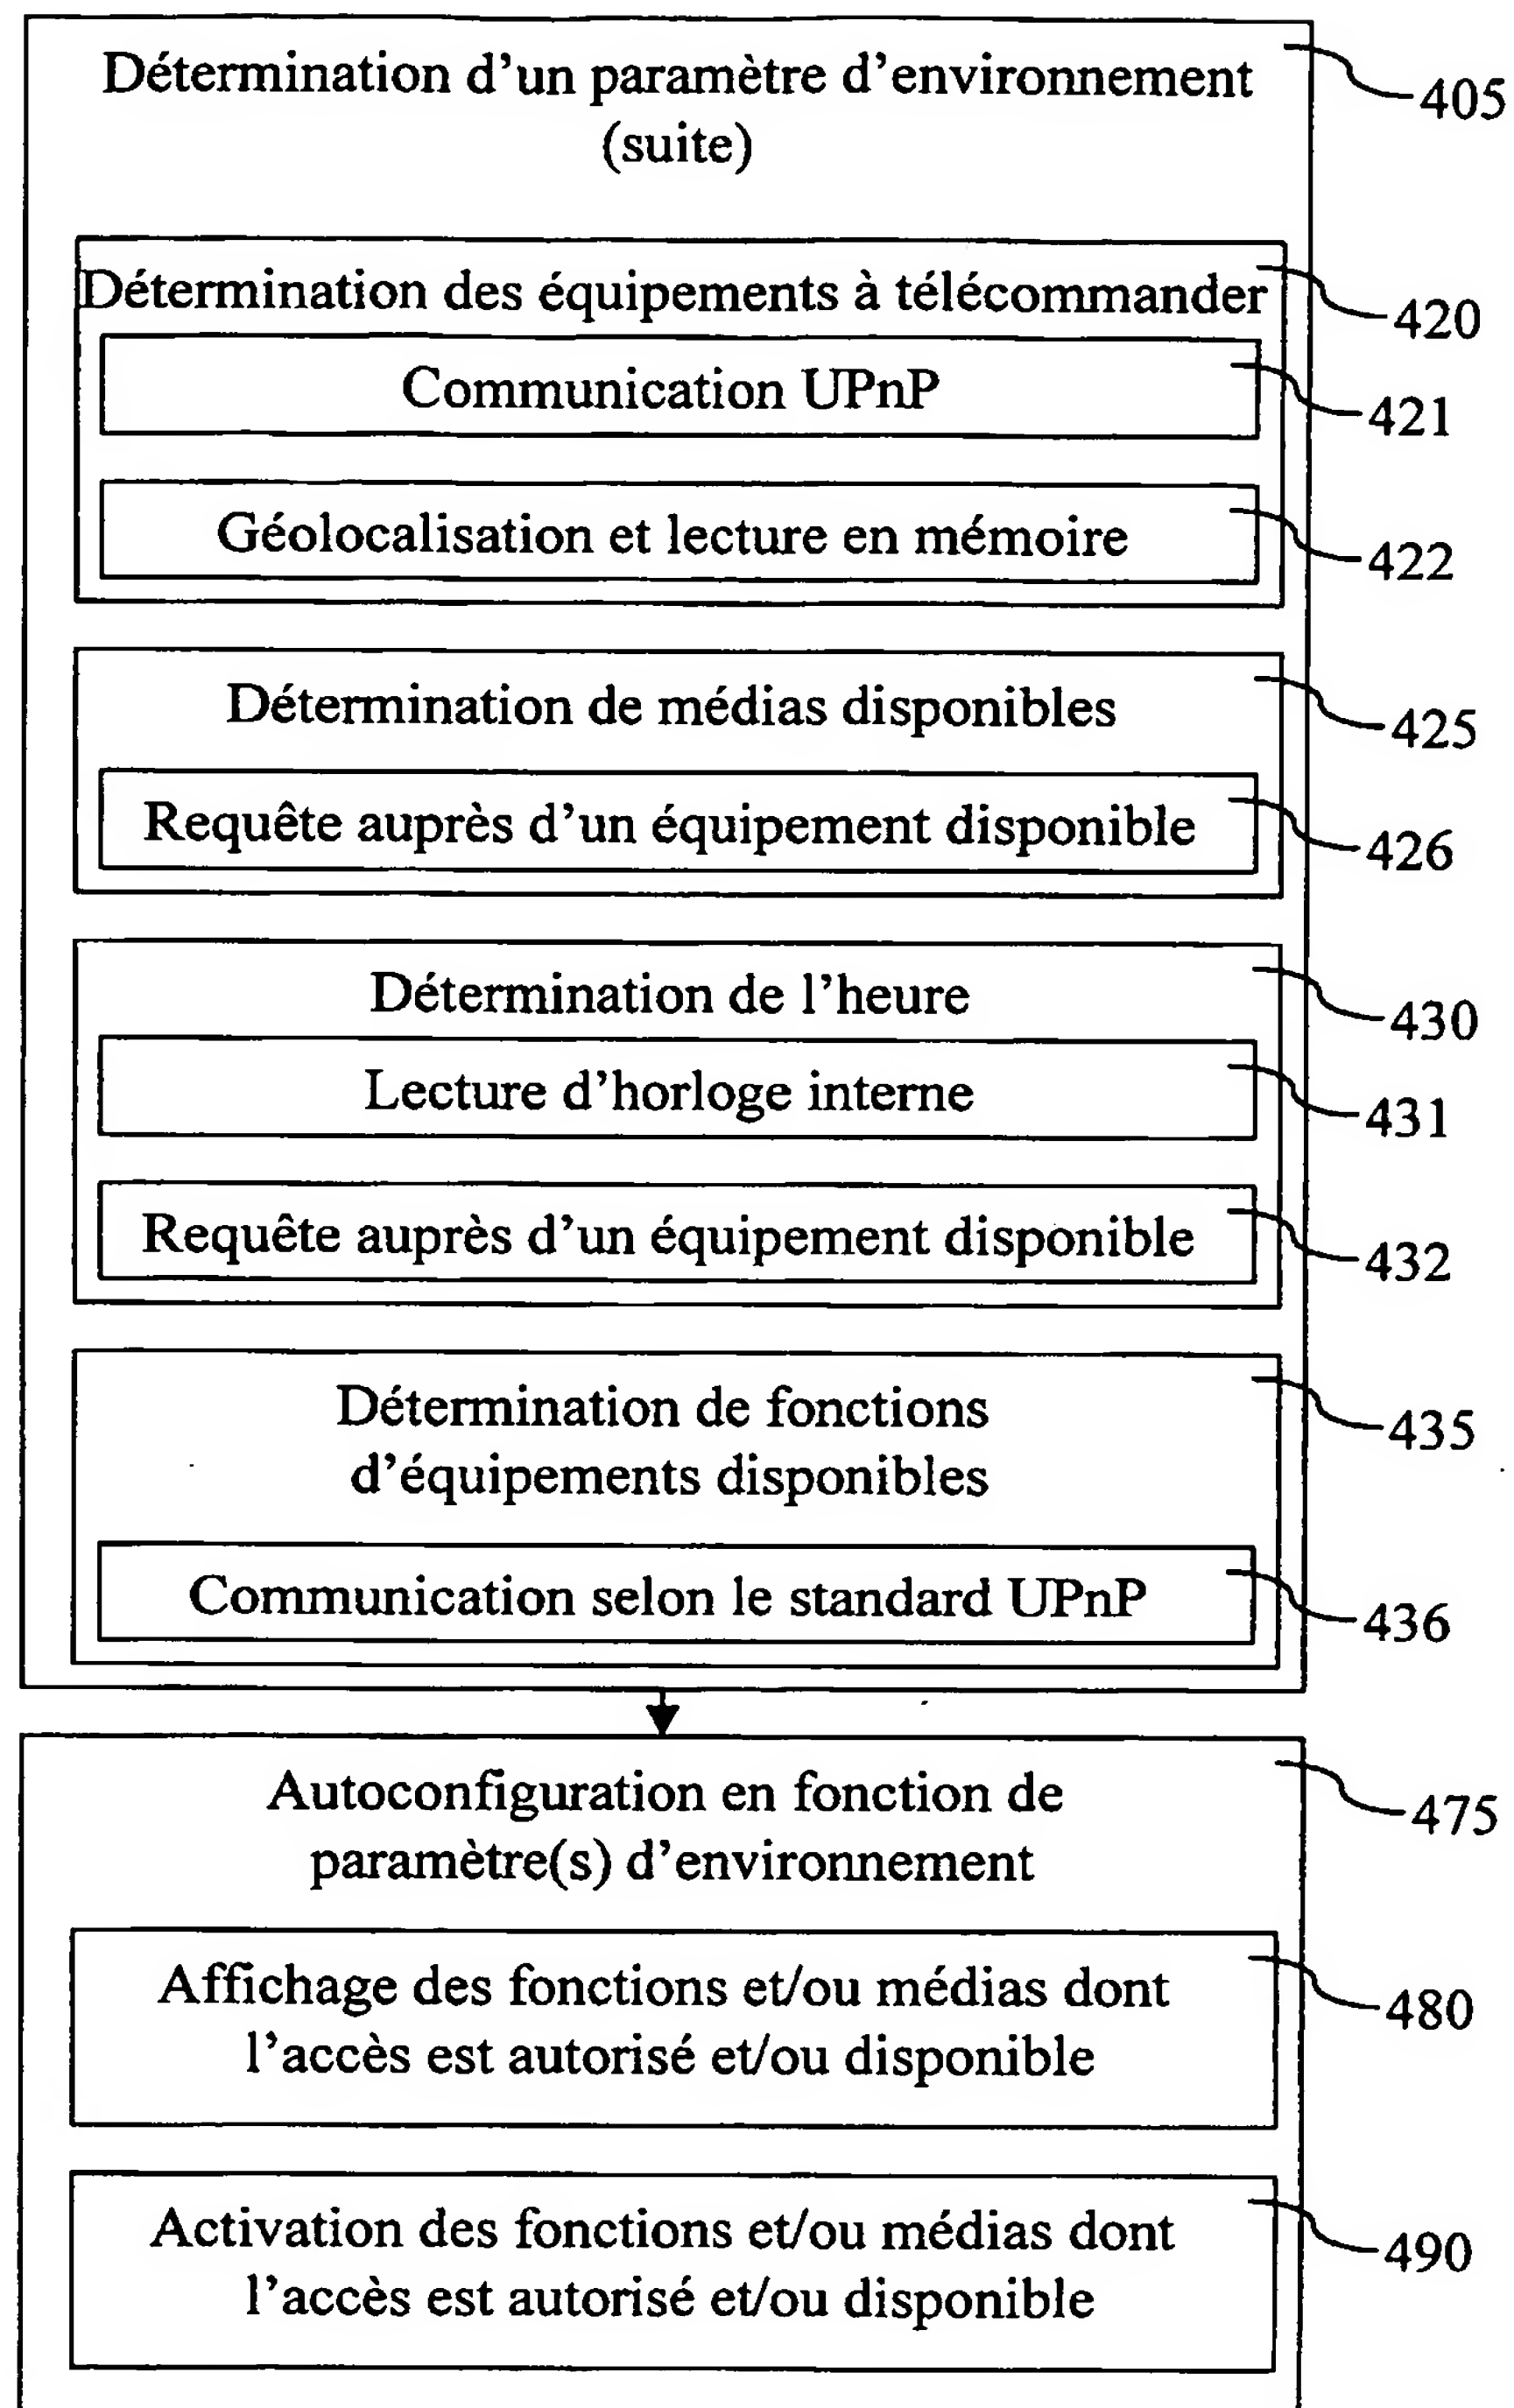 Détermination d'un paramètre d'environnement
(suite)
405
Détermination des équipements à télécommander
420
Communication UPnP
421
Géolocalisation et lecture en mémoire
422
Détermination de médias disponibles
425
Requête auprès d'un équipement disponible
426
Détermination de l'heure
430
Lecture d'horloge interne
431
Requête auprès d'un équipement disponible
432
Détermination de fonctions
d'équipements disponibles
435
Communication selon le standard UPnP
436
Autoconfiguration en fonction de
paramètre(s) d'environnement
475
Affichage des fonctions et/ou médias dont
l'accès est autorisé et/ou disponible
480
Activation des fonctions et/ou médias dont
l'accès est autorisé et/ou disponible
490